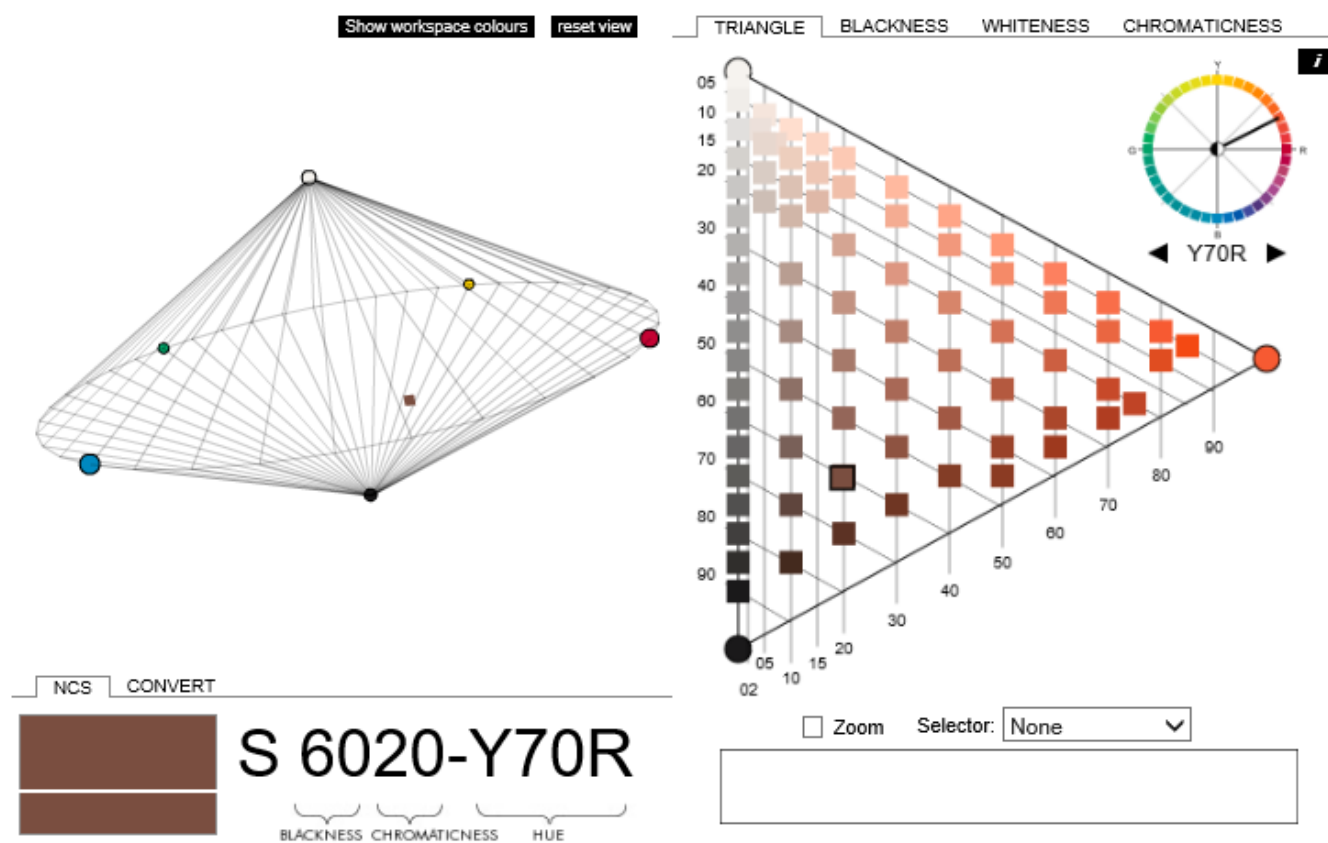 Show workspace colours reset view
TRIANGLE BLACKNESS WHITENESS CHROMATICNESS
i
05
10
15
20
30
40
50
60
70
80
90
Y
G
R
B
Y70R
90
80
70
60
50
40
30
20
15
10
05
02
NCS CONVERT
S 6020-Y70R
BLACKNESS CHROMATICNESS HUE
Zoom Selector: None